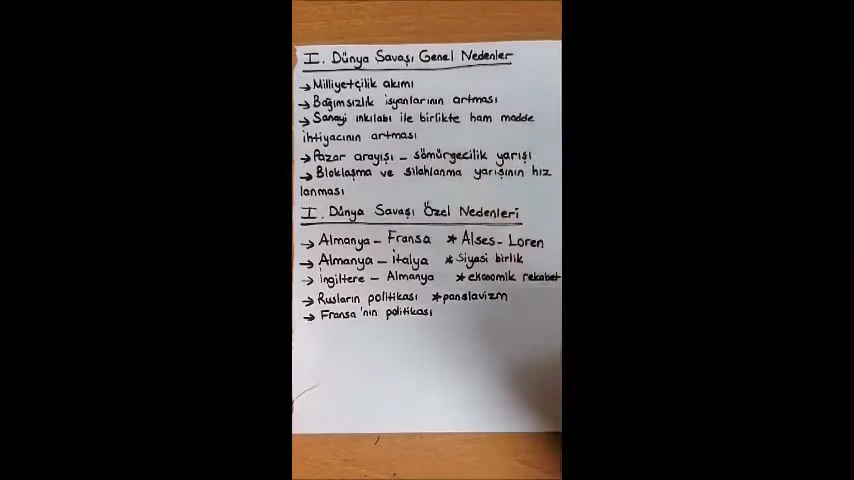 I. Dünya Savaşı Genel Nedenler
→ Milliyetçilik akımı
→ Bağımsızlık isyanlarının artması
→ Sanayi inkılabı ile birlikte ham madde
ihtiyacının artması
→ Pazar arayışı - sömürgecilik yarışı
→ Bloklaşma ve silahlanma yarışının hız
lanması
I. Dünya Savaşı Özel Nedenleri
→ Almanya - Fransa * Alses - Loren
→ Almanya - İtalya * Siyasi birlik
→ İngiltere - Almanya * ekonomik rekabet
→ Rusların politikası * panslavizm
→ Fransa'nın politikası